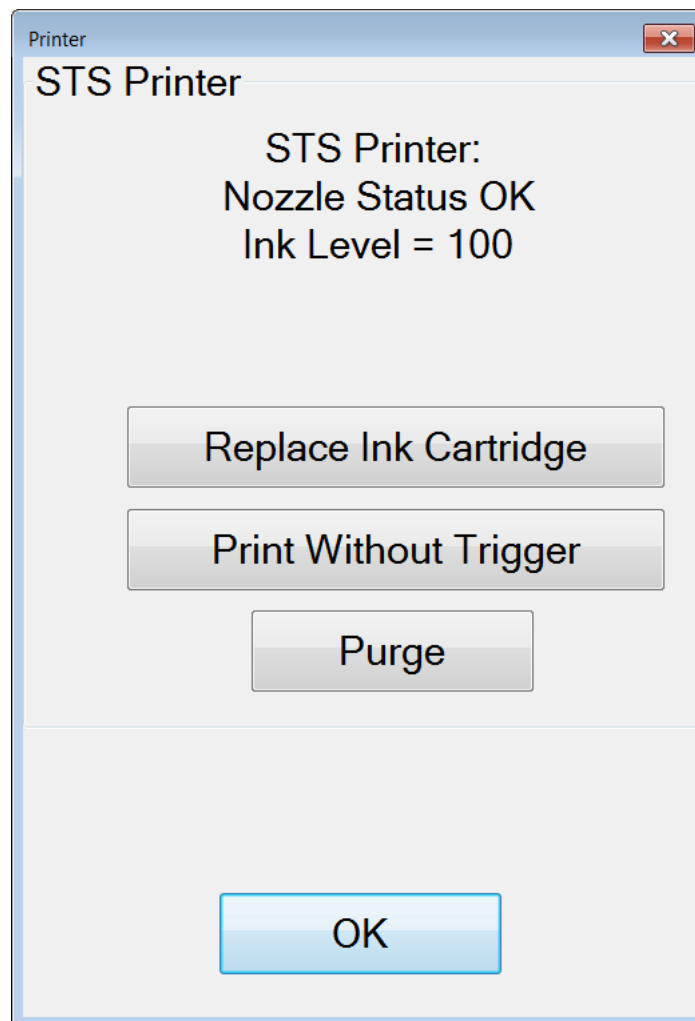 Printer
STS Printer
STS Printer:
Nozzle Status OK
Ink Level = 100
Replace Ink Cartridge
Print Without Trigger
Purge
OK